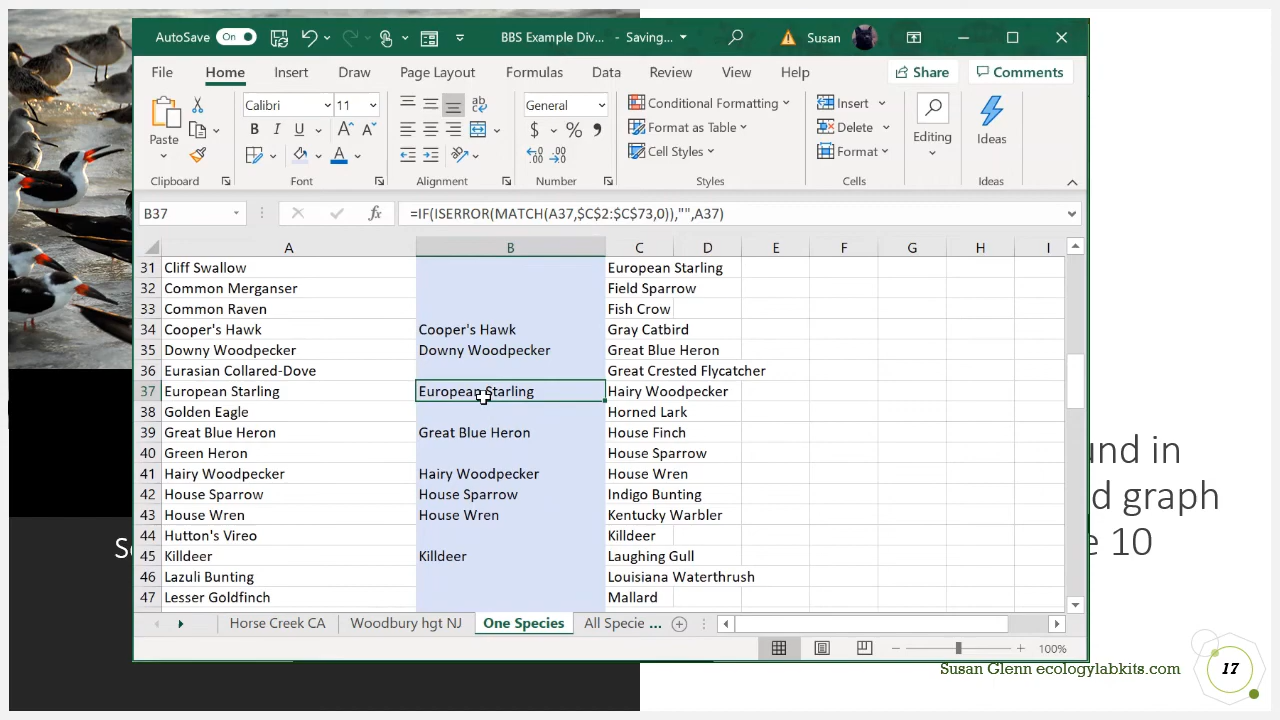 AutoSave On BBS Example Div... - Saving... Susan
File Home Insert Draw Page Layout Formulas Data Review View Help Share Comments
Paste
Clipboard
Calibri 11
B I U
Font
ab
Alignment
General
$ % ,
Number
Conditional Formatting
Format as Table
Cell Styles
Styles
Insert
Delete
Format
Cells
Editing
Ideas
Ideas
B37 fx =IF(ISERROR(MATCH(A37,$C$2:$C$73,0)),"",A37)
A B C D E F G H I
31 Cliff Swallow European Starling
32 Common Merganser Field Sparrow
33 Common Raven Fish Crow
34 Cooper's Hawk Cooper's Hawk Gray Catbird
35 Downy Woodpecker Downy Woodpecker Great Blue Heron
36 Eurasian Collared-Dove Great Crested Flycatcher
37 European Starling European Starling Hairy Woodpecker
38 Golden Eagle Horned Lark
39 Great Blue Heron Great Blue Heron House Finch
40 Green Heron House Sparrow
41 Hairy Woodpecker Hairy Woodpecker House Wren
42 House Sparrow House Sparrow Indigo Bunting
43 House Wren House Wren Kentucky Warbler
44 Hutton's Vireo Killdeer
45 Killdeer Killdeer Laughing Gull
46 Lazuli Bunting Louisiana Waterthrush
47 Lesser Goldfinch Mallard
Horse Creek CA Woodbury hgt NJ One Species All Specie ...
100%
und in
d graph
e 10
Susan Glenn ecologylabkits.com 17